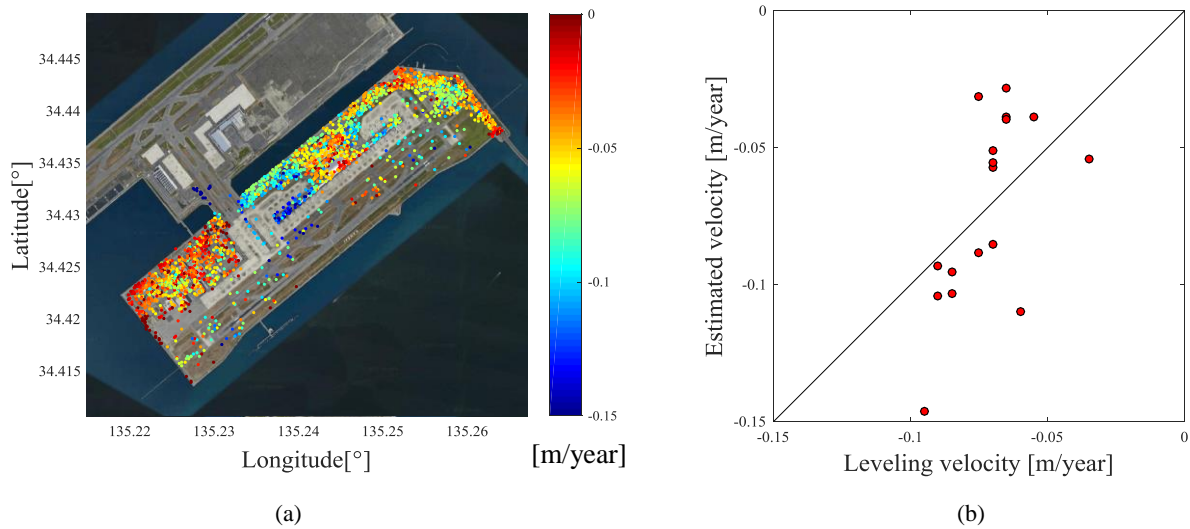 34.445
34.44
34.435
34.43
34.425
34.42
34.415
Latitude[°]
135.22 135.23 135.24 135.25 135.26
Longitude[°]
0
-0.05
-0.1
-0.15
[m/year]
(a)
0
-0.05
-0.1
-0.15
Estimated velocity [m/year]
-0.15 -0.1 -0.05 0
Leveling velocity [m/year]
(b)